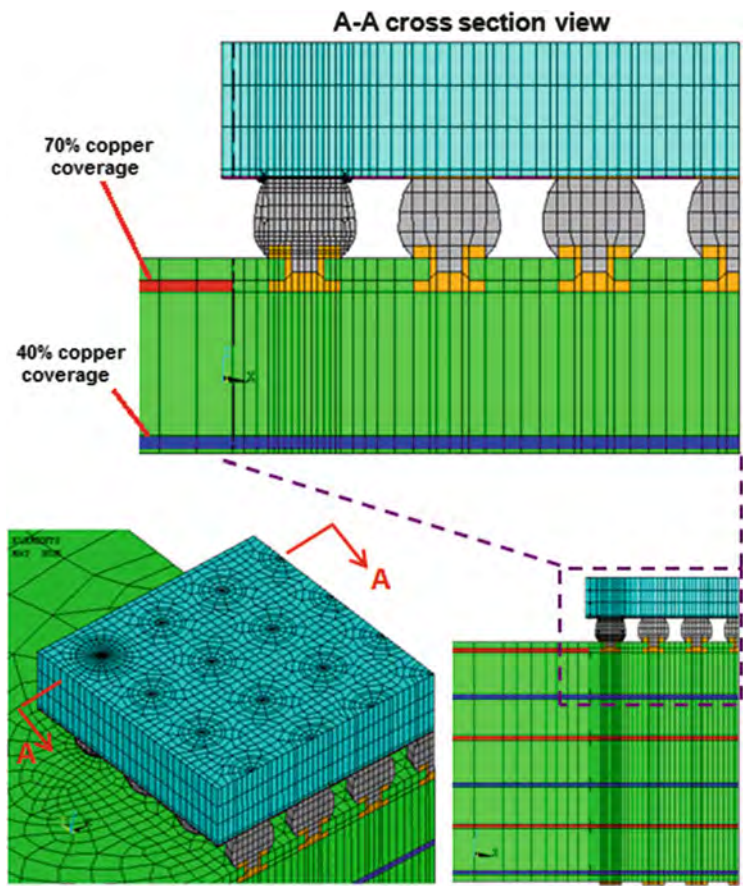 A-A cross section view
70% copper
coverage
40% copper
coverage
X
A
A